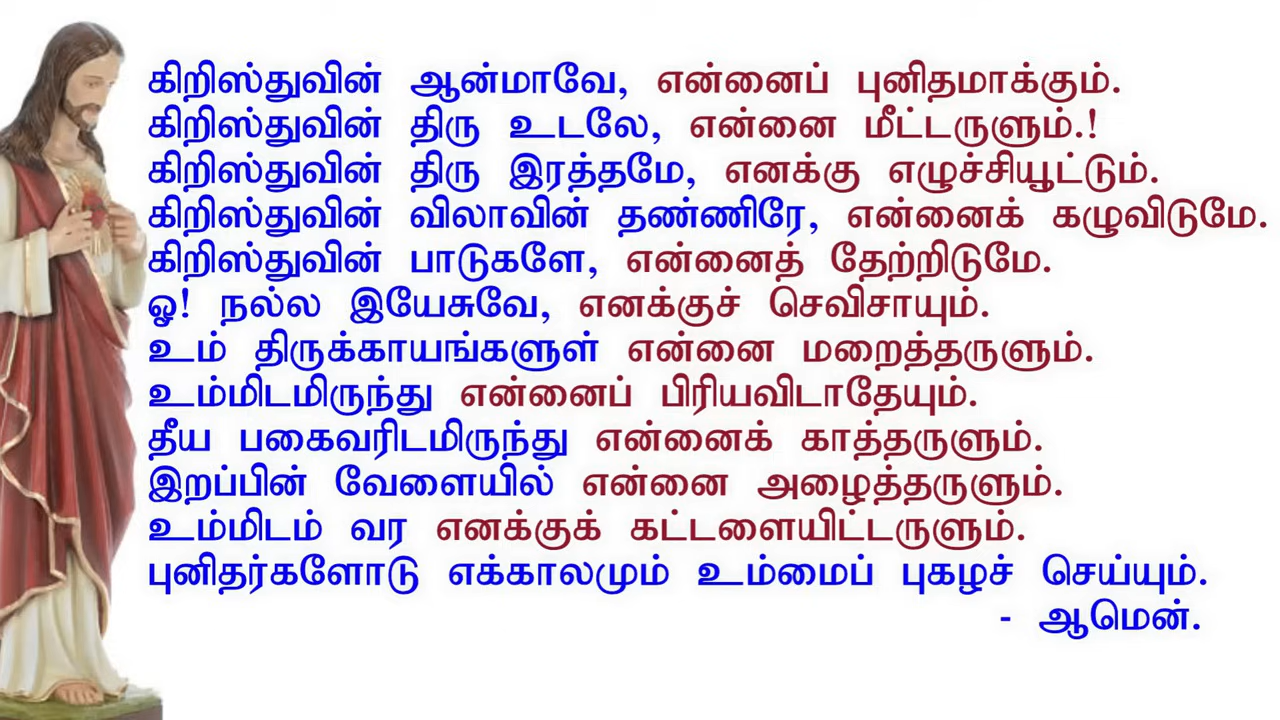 கிறிஸ்துவின் ஆன்மாவே, என்னைப் புனிதமாக்கும்.
கிறிஸ்துவின் திரு உடலே, என்னை மீட்டருளும்.!
கிறிஸ்துவின் திரு இரத்தமே, எனக்கு எழுச்சியூட்டும்.
கிறிஸ்துவின் விலாவின் தண்ணிரே, என்னைக் கழுவிடுமே.
கிறிஸ்துவின் பாடுகளே, என்னைத் தேற்றிடுமே.
ஓ! நல்ல இயேசுவே, எனக்குச் செவிசாயும்.
உம் திருக்காயங்களுள் என்னை மறைத்தருளும்.
உம்மிடமிருந்து என்னைப் பிரியவிடாதேயும்.
தீய பகைவரிடமிருந்து என்னைக் காத்தருளும்.
இறப்பின் வேளையில் என்னை அழைத்தருளும்.
உம்மிடம் வர எனக்குக் கட்டளையிட்டருளும்.
புனிதர்களோடு எக்காலமும் உம்மைப் புகழச் செய்யும்.
- ஆமென்.